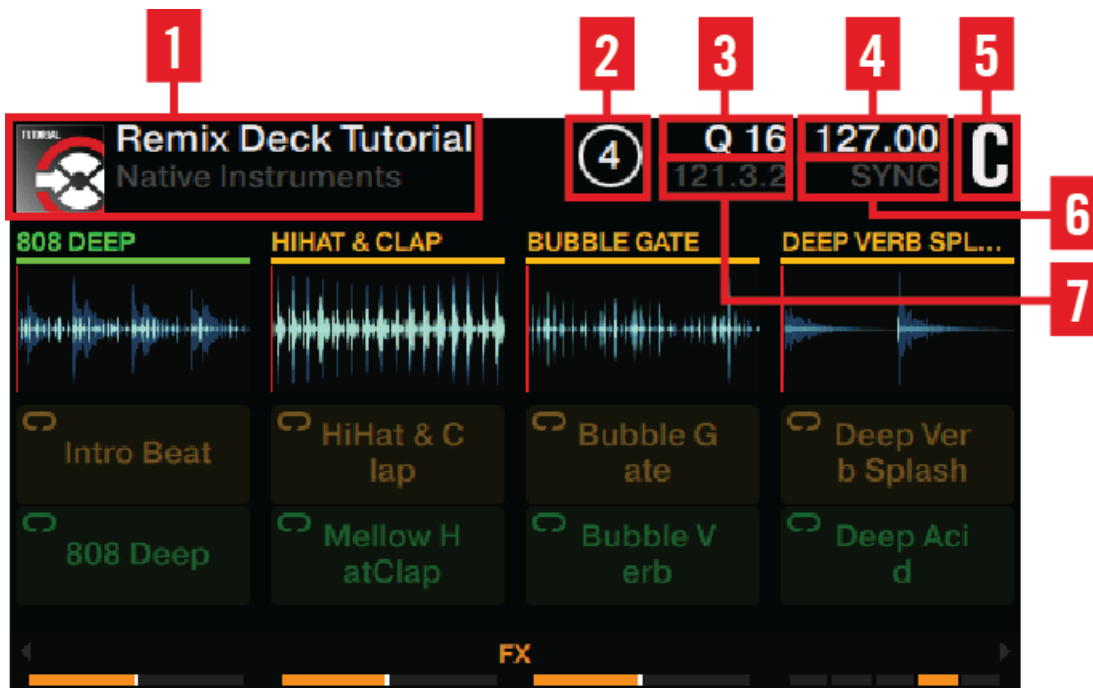 1
2
3
4
5
TUTORIAL
Remix Deck Tutorial
4
Q 16
127.00
C
Native Instruments
121.3.2
SYNC
6
808 DEEP
HIHAT & CLAP
BUBBLE GATE
DEEP VERB SPL...
7
Intro Beat
HiHat & C
lap
Bubble G
ate
Deep Ver
b Splash
808 Deep
Mellow H
atClap
Bubble V
erb
Deep Aci
d
FX